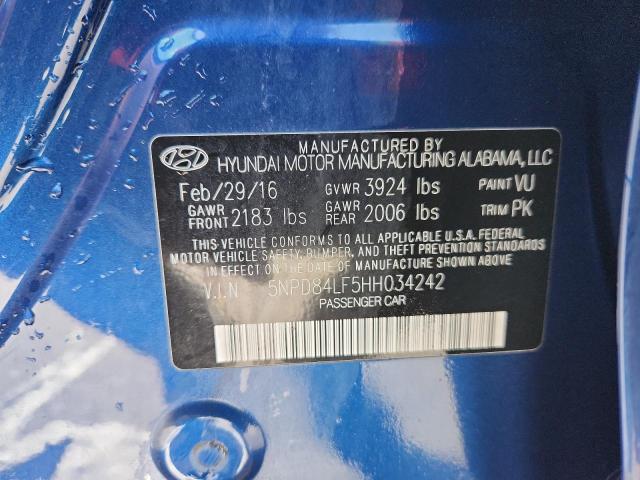 MANUFACTURED BY
HYUNDAI MOTOR MANUFACTURING ALABAMA, LLC
Feb/29/16 GVWR 3924 lbs PAINT VU
GAWR FRONT 2183 lbs GAWR REAR 2006 lbs TRIM PK
THIS VEHICLE CONFORMS TO ALL APPLICABLE U.S.A. FEDERAL
MOTOR VEHICLE SAFETY, BUMPER, AND THEFT PREVENTION STANDARDS
IN EFFECT ON THE DATE OF MANUFACTURE SHOWN ABOVE.
V.I.N 5NPD84LF5HH034242
PASSENGER CAR